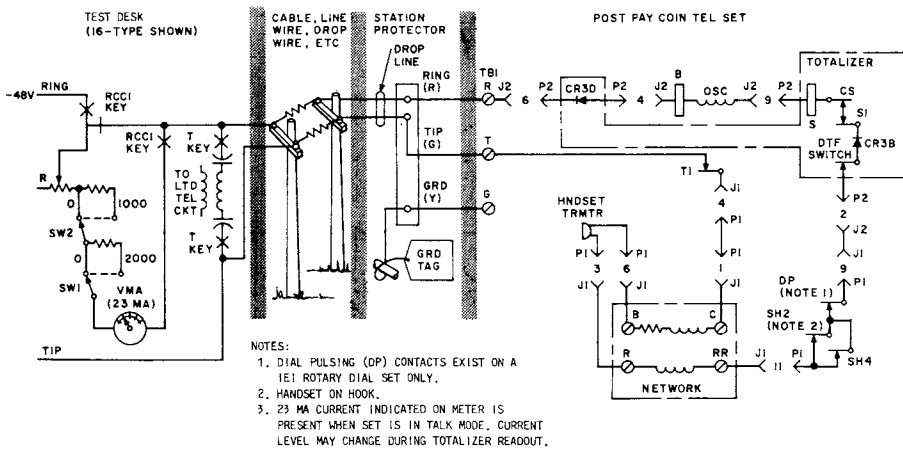 TEST DESK
(16-TYPE SHOWN)
CABLE, LINE
WIRE, DROP
WIRE, ETC
STATION
PROTECTOR
DROP
LINE
POST PAY COIN TEL SET
-48V RING
RCCI
KEY
RCCI
KEY
T
KEY
TO
LTD
TEL
CKT
T
KEY
R
0
1000
SW2
0
2000
SW1
VMA
(23 MA)
TIP
RING
(R)
TIP
(G)
GRD
(Y)
GRD
TAG
TB1
R
J2
6
P2
CR3D
P2
4
J2
B
OSC
J2
9
P2
TOTALIZER
S
CS
S1
CR3B
DTF
SWITCH
P2
2
J2
J1
9
P1
T
G
T1
J1
4
P1
P1
1
J1
HNDSET
TRMTR
P1
3
J1
P1
6
J1
B
C
R
RR
NETWORK
J1
11
P1
DP (NOTE 1)
SH2
(NOTE 2)
SH4
NOTES:
1. DIAL PULSING (DP) CONTACTS EXIST ON A
1E1 ROTARY DIAL SET ONLY.
2. HANDSET ON HOOK.
3. 23 MA CURRENT INDICATED ON METER IS
PRESENT WHEN SET IS IN TALK MODE. CURRENT
LEVEL MAY CHANGE DURING TOTALIZER READOUT.